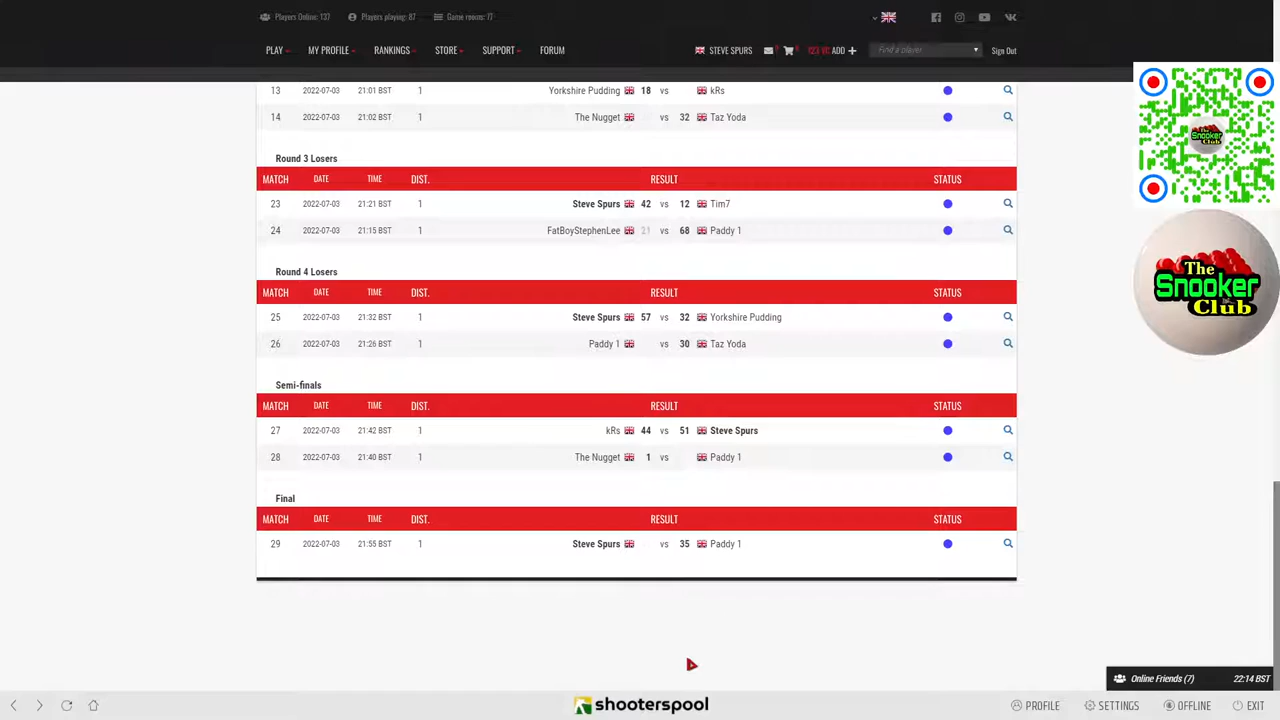 Players Online: 137 Players playing: 87 Game rooms: 77
PLAY MY PROFILE RANKINGS STORE SUPPORT FORUM STEVE SPURS 123 VC ADD Find a player Sign Out
13 2022-07-03 21:01 BST 1 Yorkshire Pudding 18 vs kRs
14 2022-07-03 21:02 BST 1 The Nugget vs 32 Taz Yoda
Round 3 Losers
MATCH DATE TIME DIST. RESULT STATUS
23 2022-07-03 21:21 BST 1 Steve Spurs 42 vs 12 Tim7
24 2022-07-03 21:15 BST 1 FatBoyStephenLee 21 vs 68 Paddy 1
Round 4 Losers
MATCH DATE TIME DIST. RESULT STATUS
25 2022-07-03 21:32 BST 1 Steve Spurs 57 vs 32 Yorkshire Pudding
26 2022-07-03 21:26 BST 1 Paddy 1 vs 30 Taz Yoda
Semi-finals
MATCH DATE TIME DIST. RESULT STATUS
27 2022-07-03 21:42 BST 1 kRs 44 vs 51 Steve Spurs
28 2022-07-03 21:40 BST 1 The Nugget 1 vs Paddy 1
Final
MATCH DATE TIME DIST. RESULT STATUS
29 2022-07-03 21:55 BST 1 Steve Spurs vs 35 Paddy 1
The
Snooker
Club
The
Snooker
Club
Online Friends (7) 22:14 BST
shooterspool
PROFILE SETTINGS OFFLINE EXIT